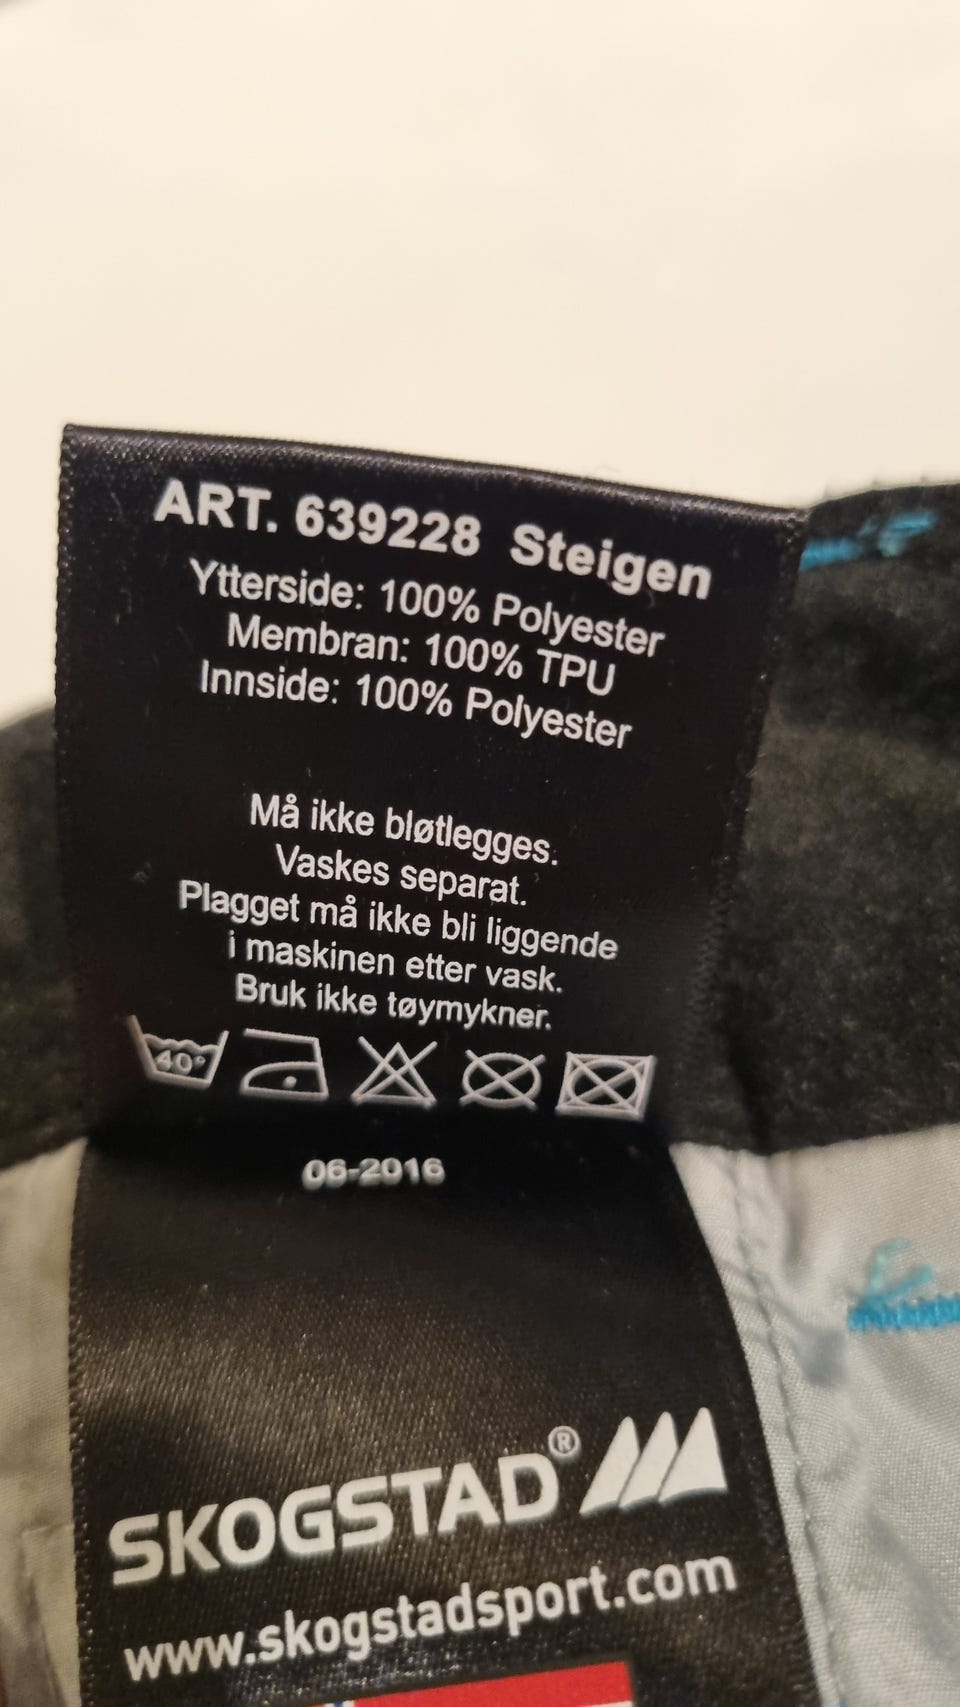 ART. 639228 Steigen
Ytterside: 100% Polyester
Membran: 100% TPU
Innside: 100% Polyester
Må ikke bløtlegges.
Vaskes separat.
Plagget må ikke bli liggende
i maskinen etter vask.
Bruk ikke tøymykner.
40°
06-2016
SKOGSTAD®
www.skogstadsport.com